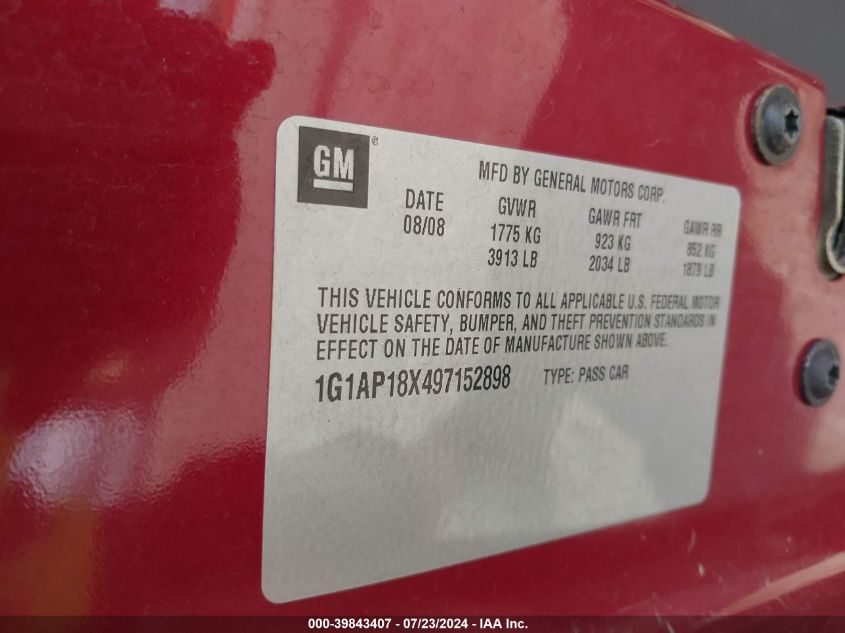 GM®
MFD BY GENERAL MOTORS CORP.
DATE GVWR GAWR FRT GAWR RR
08/08 1775 KG 923 KG 852 KG
3913 LB 2034 LB 1879 LB
THIS VEHICLE CONFORMS TO ALL APPLICABLE U.S. FEDERAL MOTOR
VEHICLE SAFETY, BUMPER, AND THEFT PREVENTION STANDARDS IN
EFFECT ON THE DATE OF MANUFACTURE SHOWN ABOVE.
1G1AP18X497152898 TYPE: PASS CAR
000-39843407 / 07/23/2024 - IAA Inc.